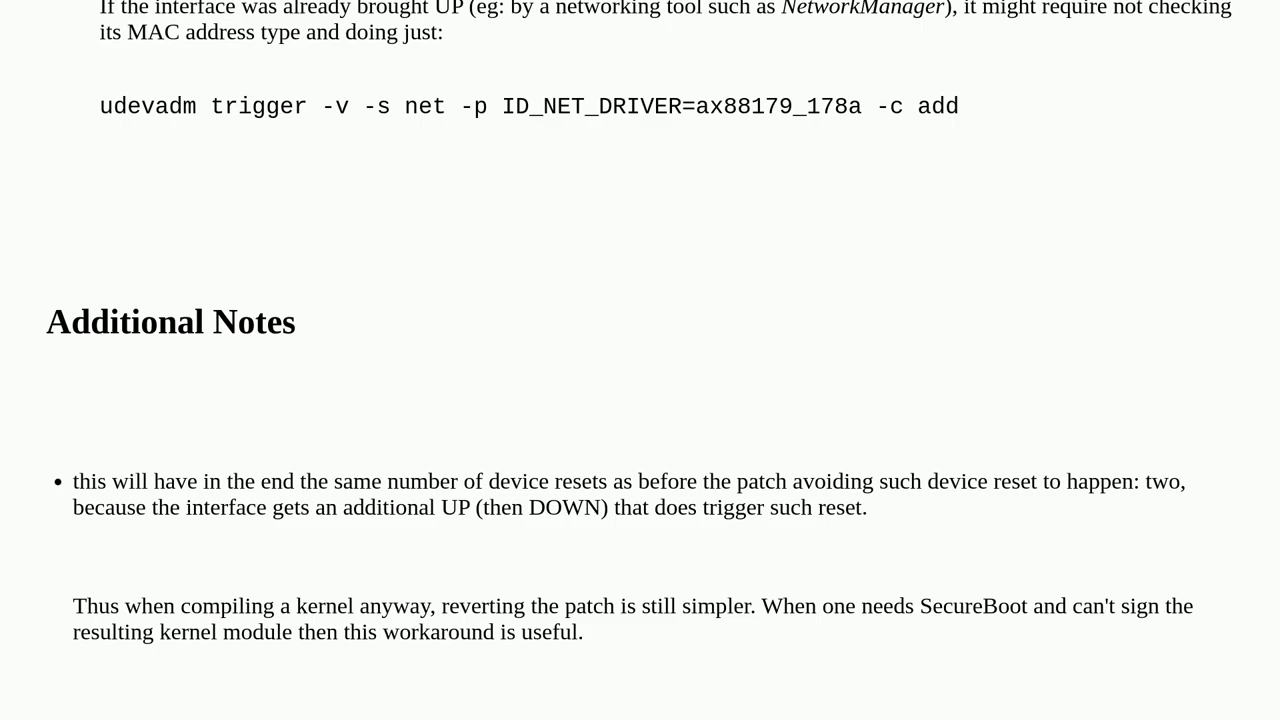 If the interface was already brought UP (eg: by a networking tool such as NetworkManager), it might require not checking
its MAC address type and doing just:
udevadm trigger -v -s net -p ID_NET_DRIVER=ax88179_178a -c add
Additional Notes
• this will have in the end the same number of device resets as before the patch avoiding such device reset to happen: two,
because the interface gets an additional UP (then DOWN) that does trigger such reset.
Thus when compiling a kernel anyway, reverting the patch is still simpler. When one needs SecureBoot and can't sign the
resulting kernel module then this workaround is useful.